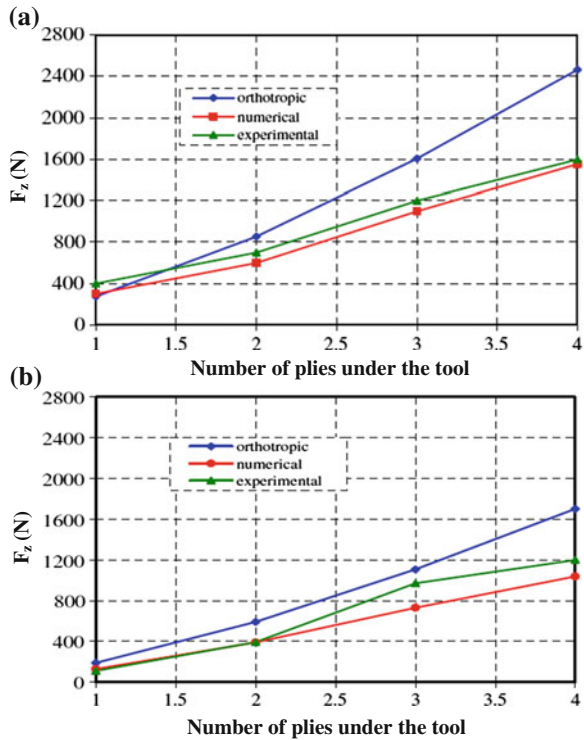 (a)
2800
2400
2000
1600
1200
800
400
0
F_z (N)
orthotropic
numerical
experimental
1 1.5 2 2.5 3 3.5 4
Number of plies under the tool
(b)
2800
2400
2000
1600
1200
800
400
0
F_z (N)
orthotropic
numerical
experimental
1 1.5 2 2.5 3 3.5 4
Number of plies under the tool